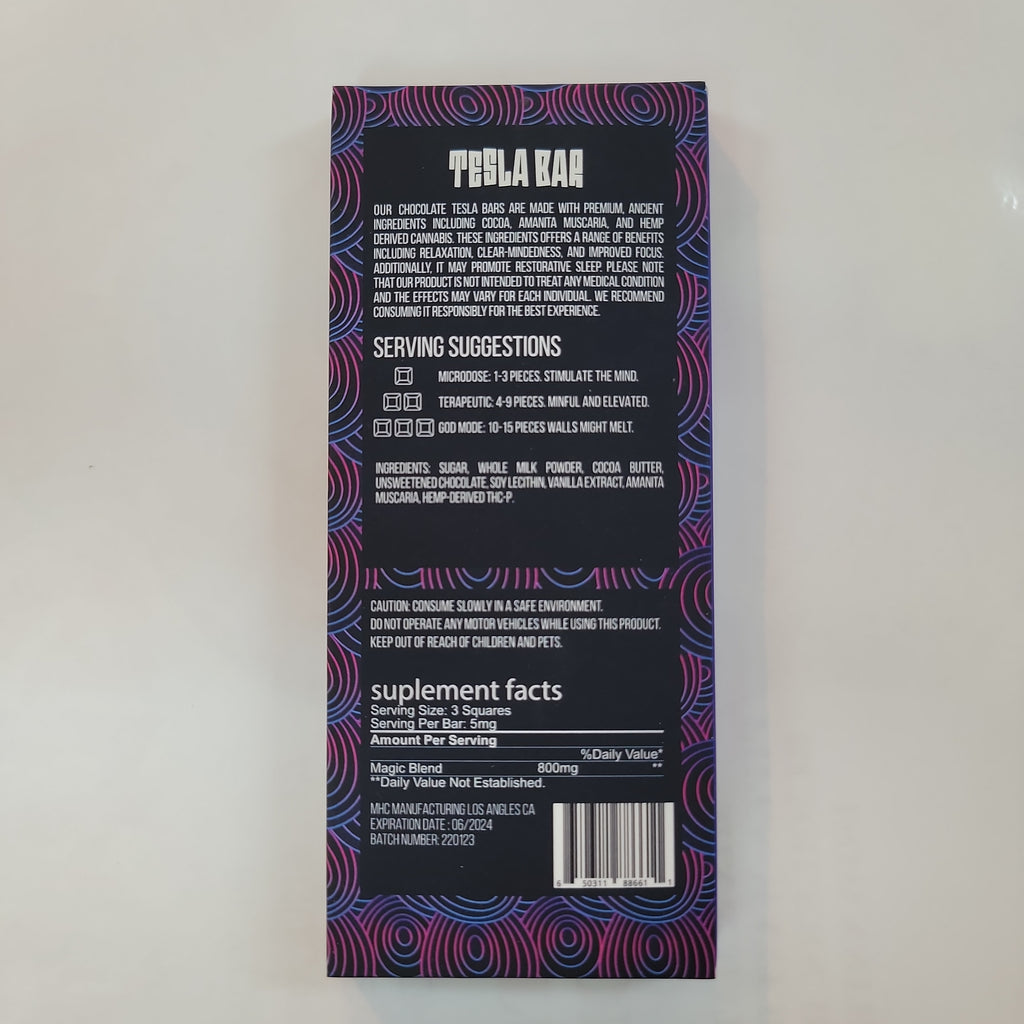 TESLA BAR
OUR CHOCOLATE TESLA BARS ARE MADE WITH PREMIUM, ANCIENT
INGREDIENTS INCLUDING COCOA, AMANITA MUSCARIA, AND HEMP
DERIVED CANNABIS. THESE INGREDIENTS OFFERS A RANGE OF BENEFITS
INCLUDING RELAXATION, CLEAR-MINDEDNESS, AND IMPROVED FOCUS.
ADDITIONALLY, IT MAY PROMOTE RESTORATIVE SLEEP. PLEASE NOTE
THAT OUR PRODUCT IS NOT INTENDED TO TREAT ANY MEDICAL CONDITION
AND THE EFFECTS MAY VARY FOR EACH INDIVIDUAL. WE RECOMMEND
CONSUMING IT RESPONSIBLY FOR THE BEST EXPERIENCE.
SERVING SUGGESTIONS
MICRODOSE: 1-3 PIECES. STIMULATE THE MIND.
TERAPEUTIC: 4-9 PIECES. MINFUL AND ELEVATED.
GOD MODE: 10-15 PIECES WALLS MIGHT MELT.
INGREDIENTS: SUGAR, WHOLE MILK POWDER, COCOA BUTTER,
UNSWEETENED CHOCOLATE, SOY LECITHIN, VANILLA EXTRACT, AMANITA
MUSCARIA, HEMP-DERIVED THC-P.
CAUTION: CONSUME SLOWLY IN A SAFE ENVIRONMENT.
DO NOT OPERATE ANY MOTOR VEHICLES WHILE USING THIS PRODUCT.
KEEP OUT OF REACH OF CHILDREN AND PETS.
suplement facts
Serving Size: 3 Squares
Serving Per Bar: 5mg
Amount Per Serving
%Daily Value*
Magic Blend 800mg **
**Daily Value Not Established.
MHC MANUFACTURING LOS ANGLES CA
EXPIRATION DATE : 06/2024
BATCH NUMBER: 220123
6 50311 88661 1